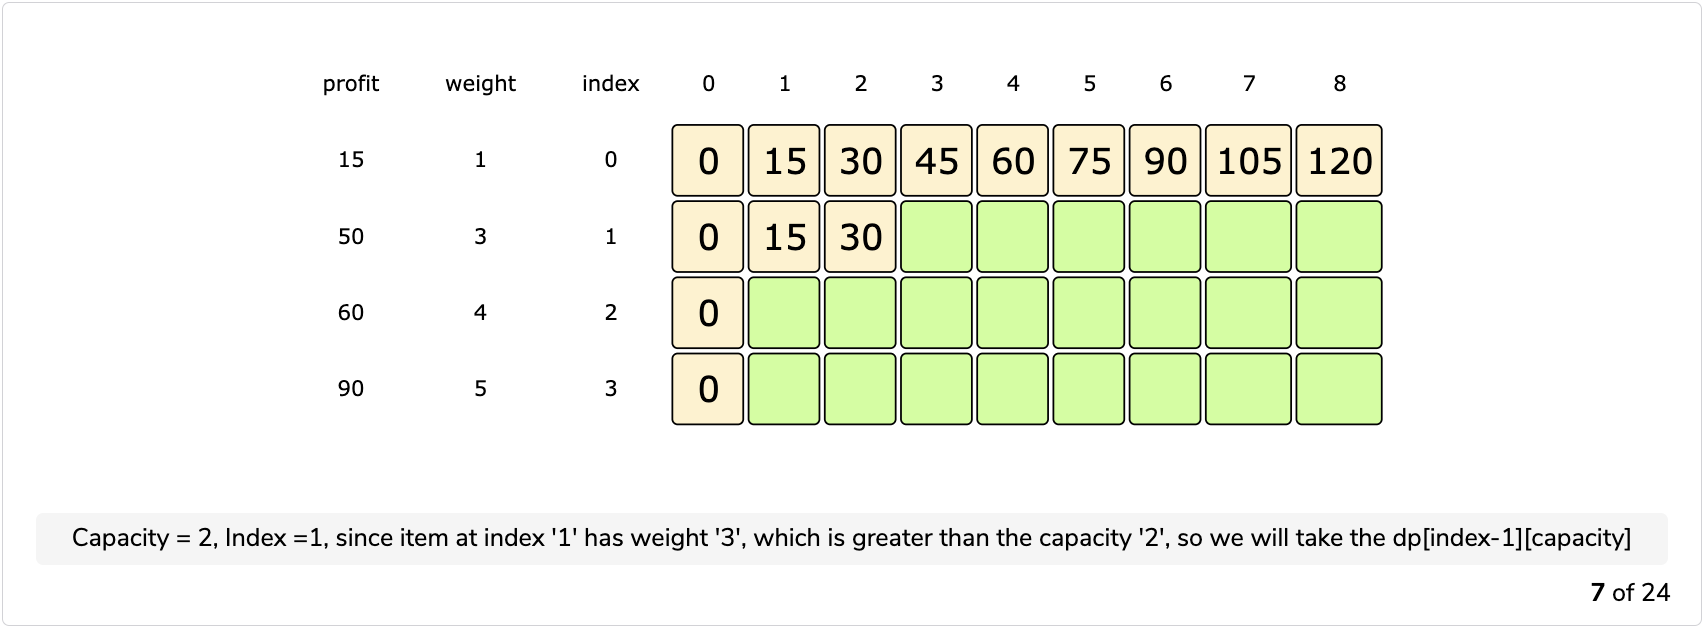 profit weight index 0 1 2 3 4 5 6 7 8
15 1 0 0 15 30 45 60 75 90 105 120
50 3 1 0 15 30
60 4 2 0
90 5 3 0
Capacity = 2, Index =1, since item at index '1' has weight '3', which is greater than the capacity '2', so we will take the dp[index-1][capacity]
7 of 24